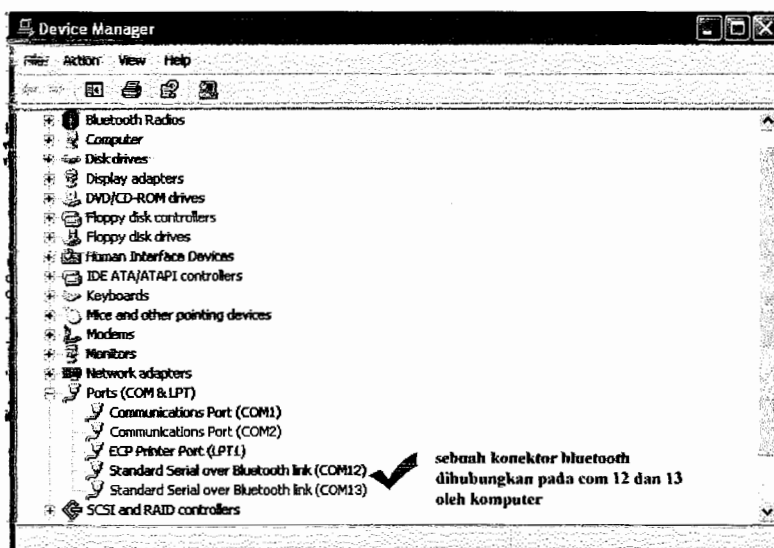 Device Manager
File Action View Help
Bluetooth Radios
Computer
Disk drives
Display adapters
DVD/CD-ROM drives
Floppy disk controllers
Floppy disk drives
Human Interface Devices
IDE ATA/ATAPI controllers
Keyboards
Mice and other pointing devices
Modems
Monitors
Network adapters
Ports (COM & LPT)
Communications Port (COM1)
Communications Port (COM2)
ECP Printer Port (LPT1)
Standard Serial over Bluetooth link (COM12)
Standard Serial over Bluetooth link (COM13)
SCSI and RAID controllers
sebuah konektor bluetooth
dihubungkan pada com 12 dan 13
oleh komputer